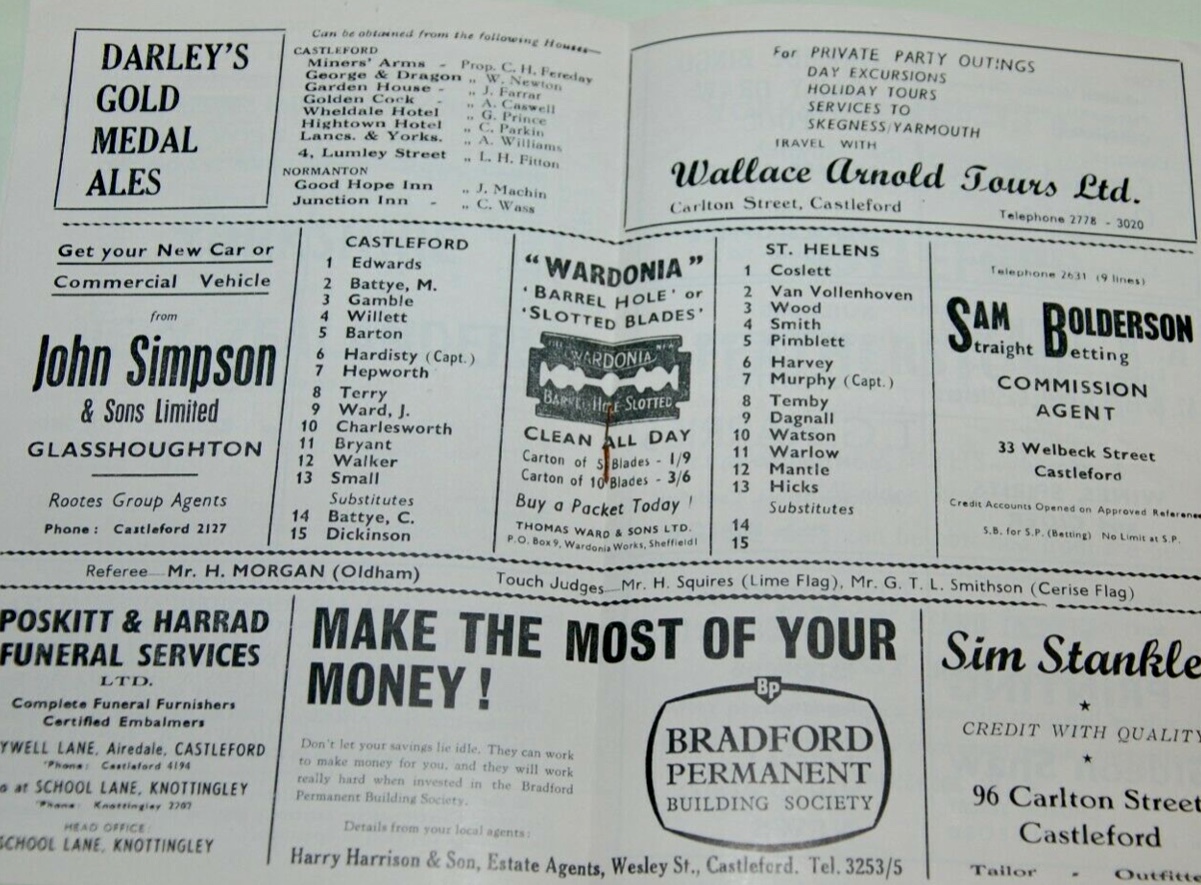 DARLEY'S
GOLD
MEDAL
ALES
Can be obtained from the following Houses—
CASTLEFORD
Miners' Arms - Prop. C. H. Fereday
George & Dragon ,, W. Newton
Garden House - ,, J. Farrar
Golden Cock - ,, A. Caswell
Wheldale Hotel ,, G. Prince
Hightown Hotel ,, C. Parkin
Lancs. & Yorks. ,, A. Williams
4, Lumley Street ,, L. H. Fitton
NORMANTON
Good Hope Inn ,, J. Machin
Junction Inn - ,, C. Wass
For PRIVATE PARTY OUTINGS
DAY EXCURSIONS
HOLIDAY TOURS
SERVICES TO
SKEGNESS/YARMOUTH
TRAVEL WITH
Wallace Arnold Tours Ltd.
Carlton Street, Castleford
Telephone 2778 - 3020
Get your New Car or
Commercial Vehicle
from
John Simpson
& Sons Limited
GLASSHOUGHTON
Rootes Group Agents
Phone: Castleford 2127
CASTLEFORD
1 Edwards
2 Battye, M.
3 Gamble
4 Willett
5 Barton
6 Hardisty (Capt.)
7 Hepworth
8 Terry
9 Ward, J.
10 Charlesworth
11 Bryant
12 Walker
13 Small
Substitutes
14 Battye, C.
15 Dickinson
"WARDONIA"
'BARREL HOLE' or
'SLOTTED BLADES'
WARDONIA
BARREL HOLE SLOTTED
CLEAN ALL DAY
Carton of 5 Blades - 1/9
Carton of 10 Blades - 3/6
Buy a Packet Today!
THOMAS WARD & SONS LTD.
P.O. Box 9, Wardonia Works, Sheffield 1
ST. HELENS
1 Coslett
2 Van Vollenhoven
3 Wood
4 Smith
5 Pimblett
6 Harvey
7 Murphy (Capt.)
8 Temby
9 Dagnall
10 Watson
11 Warlow
12 Mantle
13 Hicks
Substitutes
14
15
Telephone 2631 (9 lines)
SAM BOLDERSON
Straight Betting
COMMISSION
AGENT
33 Welbeck Street
Castleford
Credit Accounts Opened on Approved Referenc
S.B. for S.P. (Betting) No Limit at S.P.
Referee—Mr. H. MORGAN (Oldham)
Touch Judges—Mr. H. Squires (Lime Flag), Mr. G. T. L. Smithson (Cerise Flag)
POSKITT & HARRAD
FUNERAL SERVICES
LTD.
Complete Funeral Furnishers
Certified Embalmers
YWELL LANE, Airedale, CASTLEFORD
'Phone: Castleford 4194
o at SCHOOL LANE, KNOTTINGLEY
'Phone: Knottingley 2207
HEAD OFFICE:
SCHOOL LANE, KNOTTINGLEY
MAKE THE MOST OF YOUR
MONEY!
Don't let your savings lie idle. They can work
to make money for you, and they will work
really hard when invested in the Bradford
Permanent Building Society.
Details from your local agents:
Bp
BRADFORD
PERMANENT
BUILDING SOCIETY
Harry Harrison & Son, Estate Agents, Wesley St., Castleford. Tel. 3253/5
Sim Stankle
★
CREDIT WITH QUALITY
★
96 Carlton Street
Castleford
Tailor - Outfitte